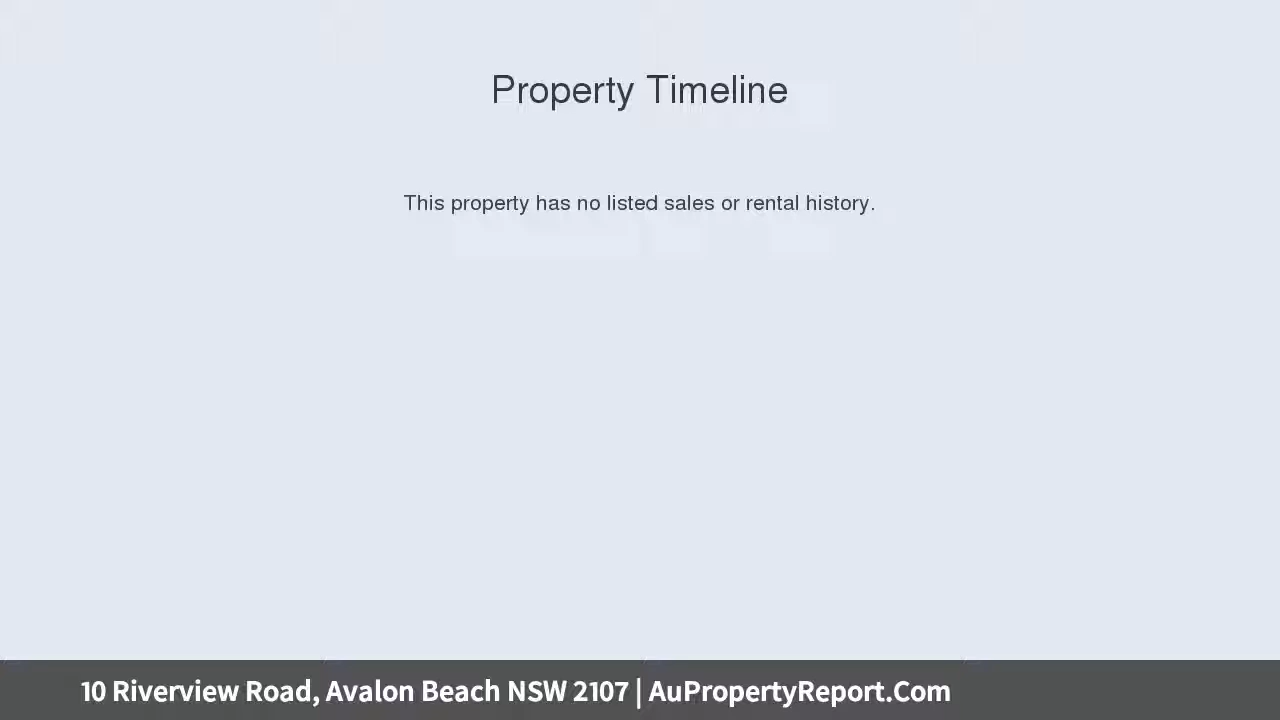 Property Timeline
This property has no listed sales or rental history.
10 Riverview Road, Avalon Beach NSW 2107 | AuPropertyReport.Com